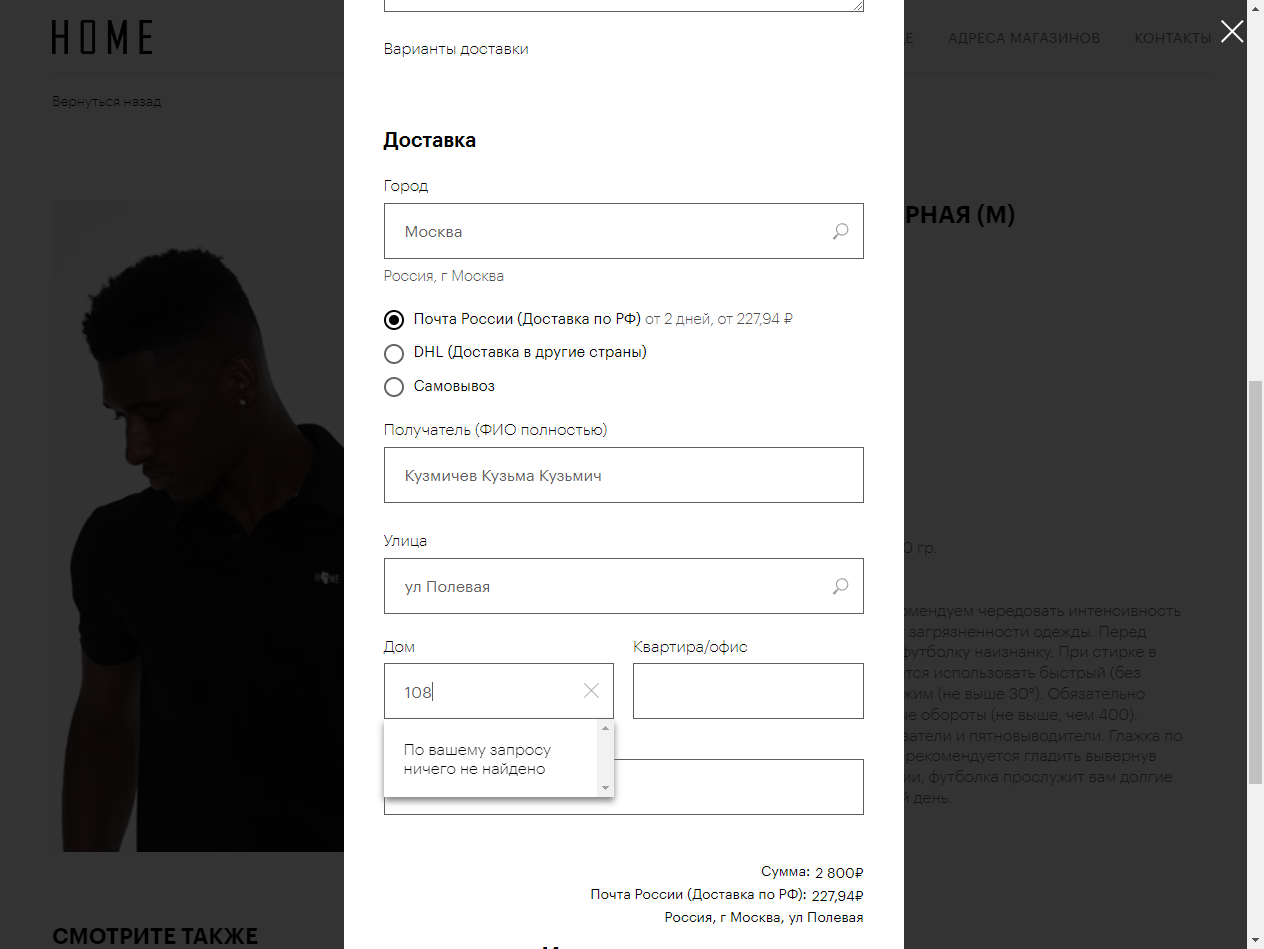 HOME
КЕ
АДРЕСА МАГАЗИНОВ
КОНТАКТЫ
Вернуться назад
Варианты доставки
Доставка
Город
Москва
Россия, г Москва
Почта России (Доставка по РФ) от 2 дней, от 227,94 ₽
DHL (Доставка в другие страны)
Самовывоз
Получатель (ФИО полностью)
Кузмичев Кузьма Кузьмич
Улица
ул Полевая
Дом
Квартира/офис
108
По вашему запросу
ничего не найдено
Сумма: 2 800₽
Почта России (Доставка по РФ): 227,94₽
Россия, г Москва, ул Полевая
РНАЯ (M)
0 гр.
омендуем чередовать интенсивность
загрязненности одежды. Перед
футболку наизнанку. При стирке в
ется использовать быстрый (без
жим (не выше 30°). Обязательно
ые обороты (не выше, чем 400).
ватели и пятновыводители. Глажка по
рекомендуется гладить вывернув
ии, футболка прослужит вам долгие
й день.
СМОТРИТЕ ТАКЖЕ